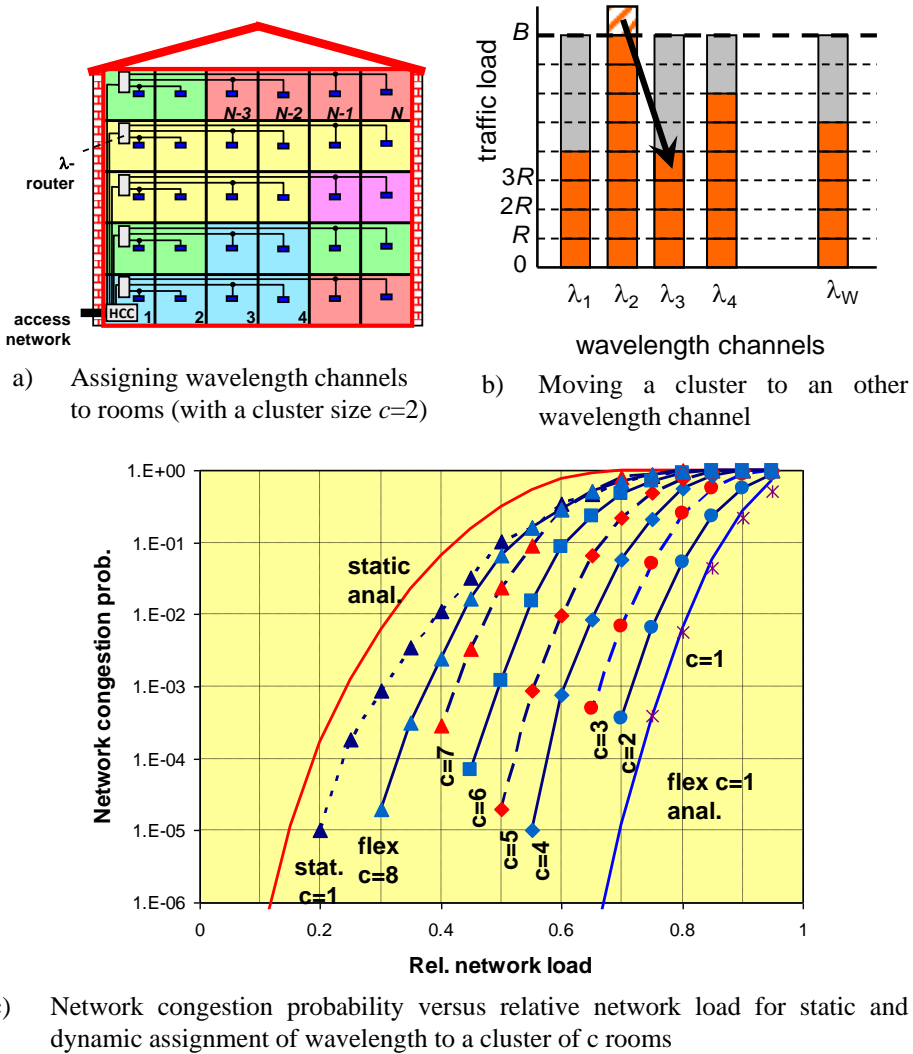 N-3 N-2 N-1 N
λ-
router
HCC 1 2 3 4
access
network
a) Assigning wavelength channels
to rooms (with a cluster size c=2)
traffic load
B
3R
2R
R
0
λ1 λ2 λ3 λ4 λW
wavelength channels
b) Moving a cluster to an other
wavelength channel
Network congestion prob.
1.E+00
1.E-01
1.E-02
1.E-03
1.E-04
1.E-05
1.E-06
static
anal.
stat.
c=1
flex
c=8
c=7
c=6
c=5
c=4
c=3
c=2
c=1
flex c=1
anal.
0 0.2 0.4 0.6 0.8 1
Rel. network load
) Network congestion probability versus relative network load for static and
dynamic assignment of wavelength to a cluster of c rooms